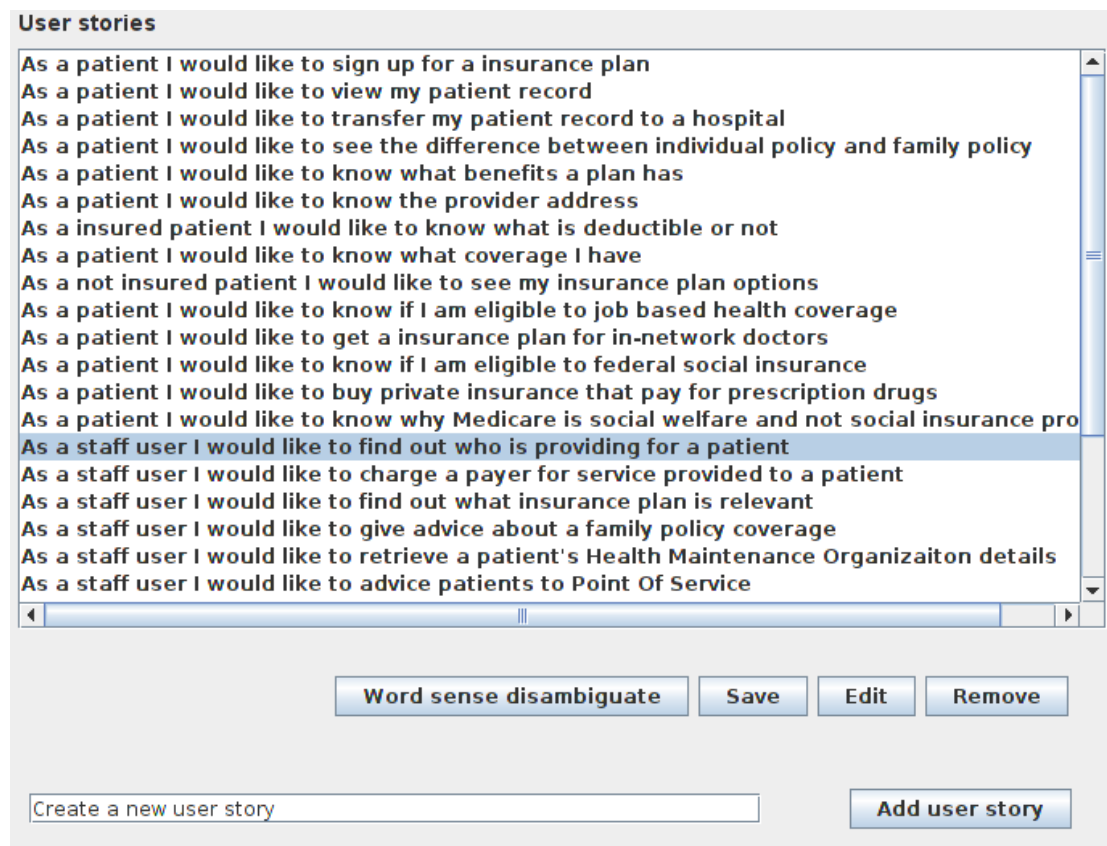 User stories
As a patient I would like to sign up for a insurance plan
As a patient I would like to view my patient record
As a patient I would like to transfer my patient record to a hospital
As a patient I would like to see the difference between individual policy and family policy
As a patient I would like to know what benefits a plan has
As a patient I would like to know the provider address
As a insured patient I would like to know what is deductible or not
As a patient I would like to know what coverage I have
As a not insured patient I would like to see my insurance plan options
As a patient I would like to know if I am eligible to job based health coverage
As a patient I would like to get a insurance plan for in-network doctors
As a patient I would like to know if I am eligible to federal social insurance
As a patient I would like to buy private insurance that pay for prescription drugs
As a patient I would like to know why Medicare is social welfare and not social insurance pro
As a staff user I would like to find out who is providing for a patient
As a staff user I would like to charge a payer for service provided to a patient
As a staff user I would like to find out what insurance plan is relevant
As a staff user I would like to give advice about a family policy coverage
As a staff user I would like to retrieve a patient's Health Maintenance Organizaiton details
As a staff user I would like to advice patients to Point Of Service
Word sense disambiguate Save Edit Remove
Create a new user story Add user story